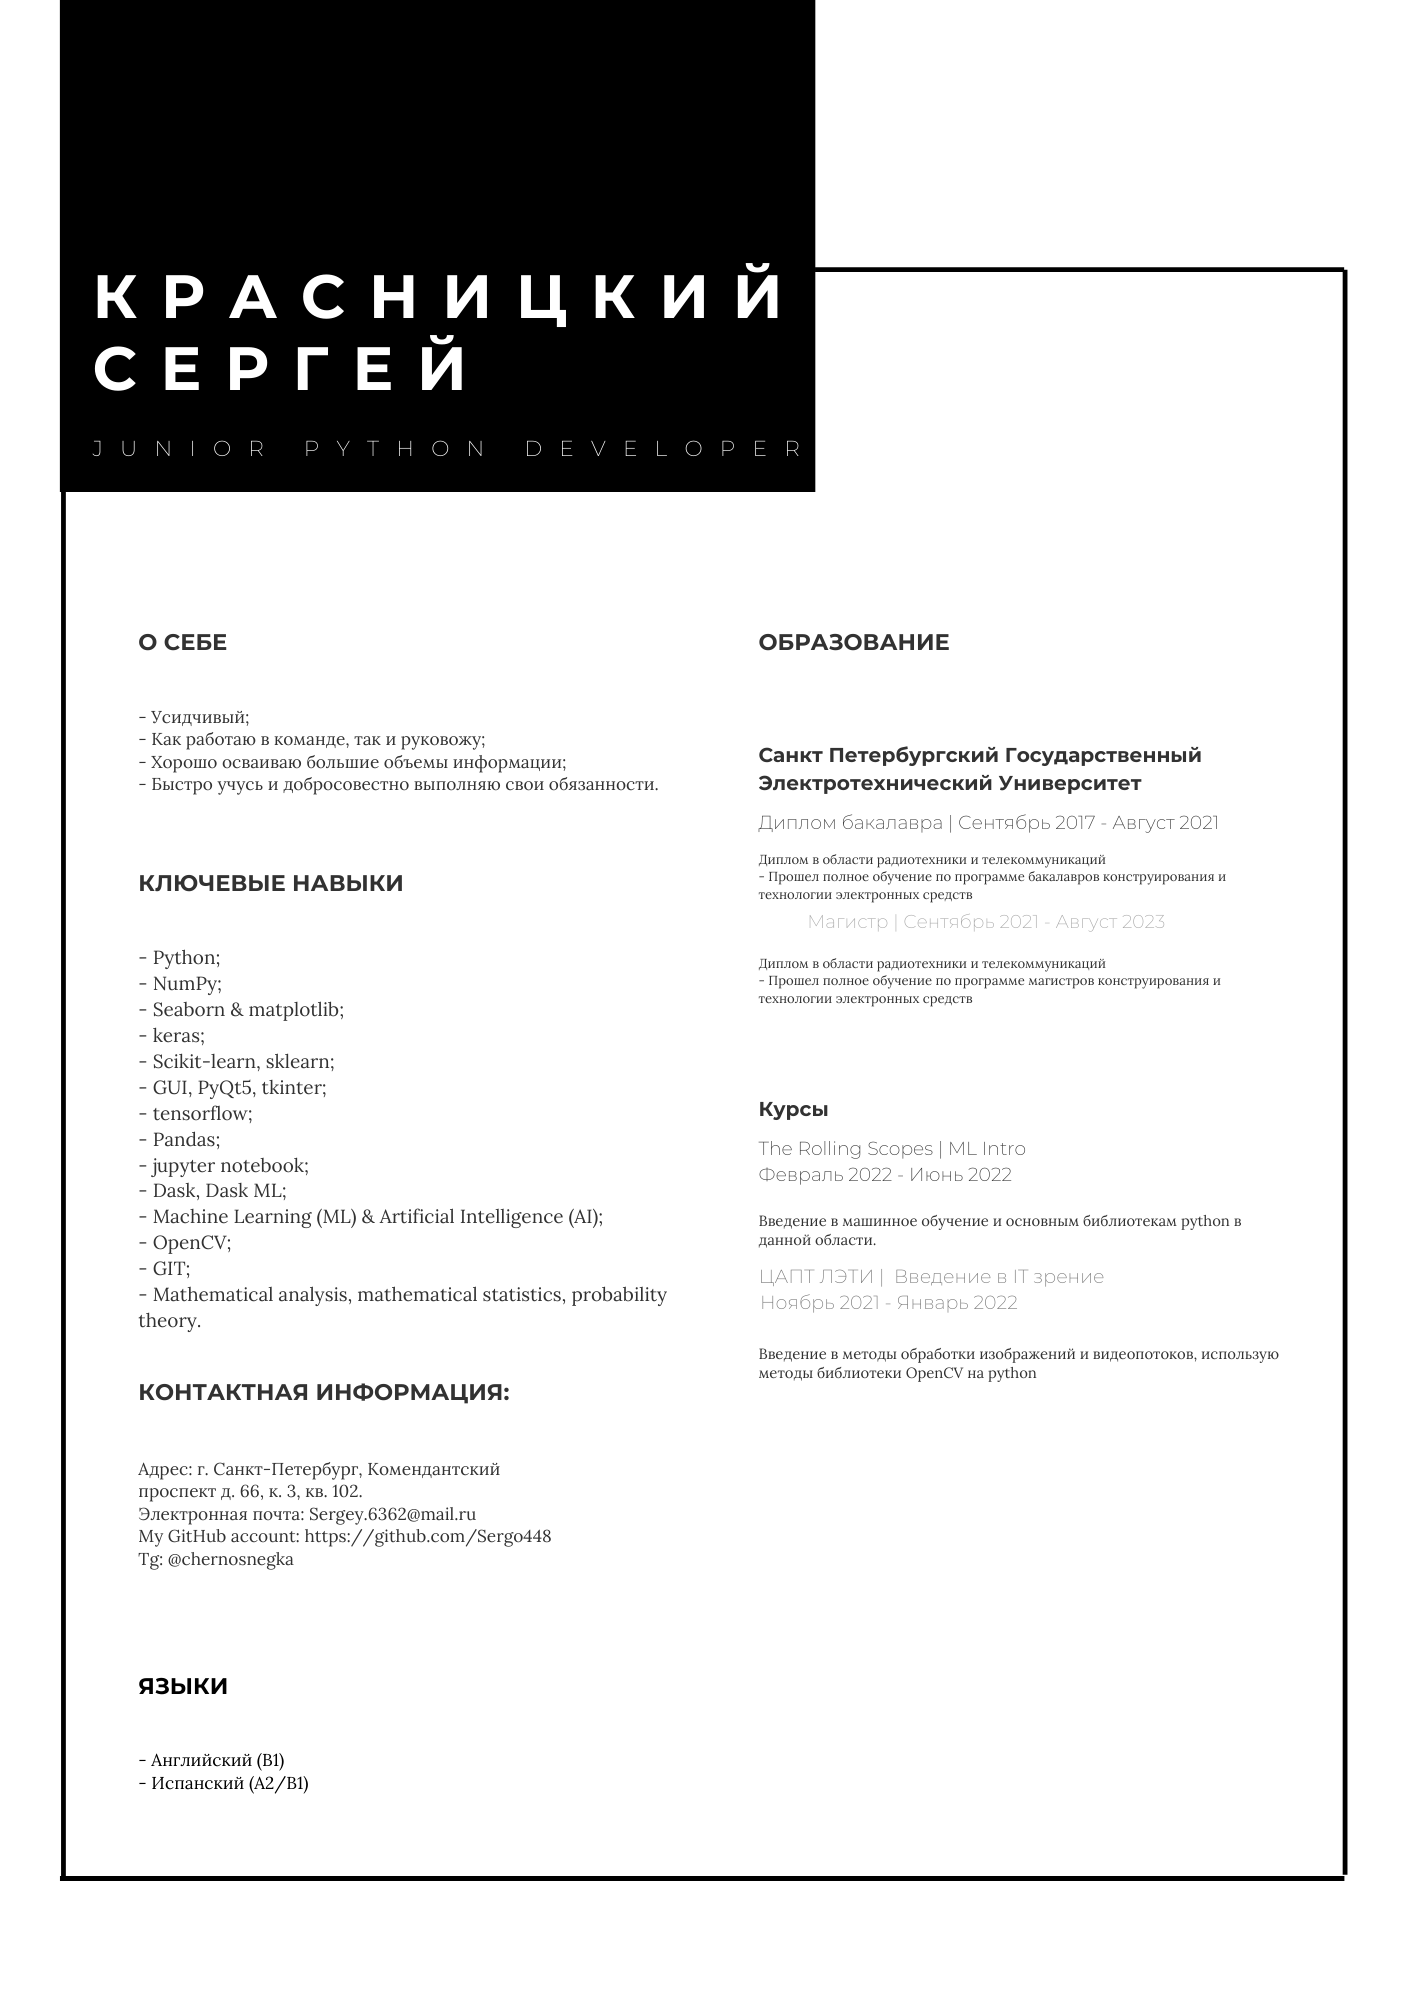 КРАСНИЦКИЙ
СЕРГЕЙ
JUNIOR PYTHON DEVELOPER
О СЕБЕ
- Усидчивый;
- Как работаю в команде, так и руковожу;
- Хорошо осваиваю большие объемы информации;
- Быстро учусь и добросовестно выполняю свои обязанности.
КЛЮЧЕВЫЕ НАВЫКИ
- Python;
- NumPy;
- Seaborn & matplotlib;
- keras;
- Scikit-learn, sklearn;
- GUI, PyQt5, tkinter;
- tensorflow;
- Pandas;
- jupyter notebook;
- Dask, Dask ML;
- Machine Learning (ML) & Artificial Intelligence (AI);
- OpenCV;
- GIT;
- Mathematical analysis, mathematical statistics, probability
theory.
КОНТАКТНАЯ ИНФОРМАЦИЯ:
Адрес: г. Санкт-Петербург, Комендантский
проспект д. 66, к. 3, кв. 102.
Электронная почта: Sergey.6362@mail.ru
My GitHub account: https://github.com/Sergo448
Tg: @chernosnegka
ЯЗЫКИ
- Английский (B1)
- Испанский (A2/B1)
ОБРАЗОВАНИЕ
Санкт Петербургский Государственный
Электротехнический Университет
Диплом бакалавра | Сентябрь 2017 - Август 2021
Диплом в области радиотехники и телекоммуникаций
- Прошел полное обучение по программе бакалавров конструирования и
технологии электронных средств
Магистр | Сентябрь 2021 - Август 2023
Диплом в области радиотехники и телекоммуникаций
- Прошел полное обучение по программе магистров конструирования и
технологии электронных средств
Курсы
The Rolling Scopes | ML Intro
Февраль 2022 - Июнь 2022
Введение в машинное обучение и основным библиотекам python в
данной области.
ЦАПТ ЛЭТИ | Введение в IT зрение
Ноябрь 2021 - Январь 2022
Введение в методы обработки изображений и видеопотоков, использую
методы библиотеки OpenCV на python